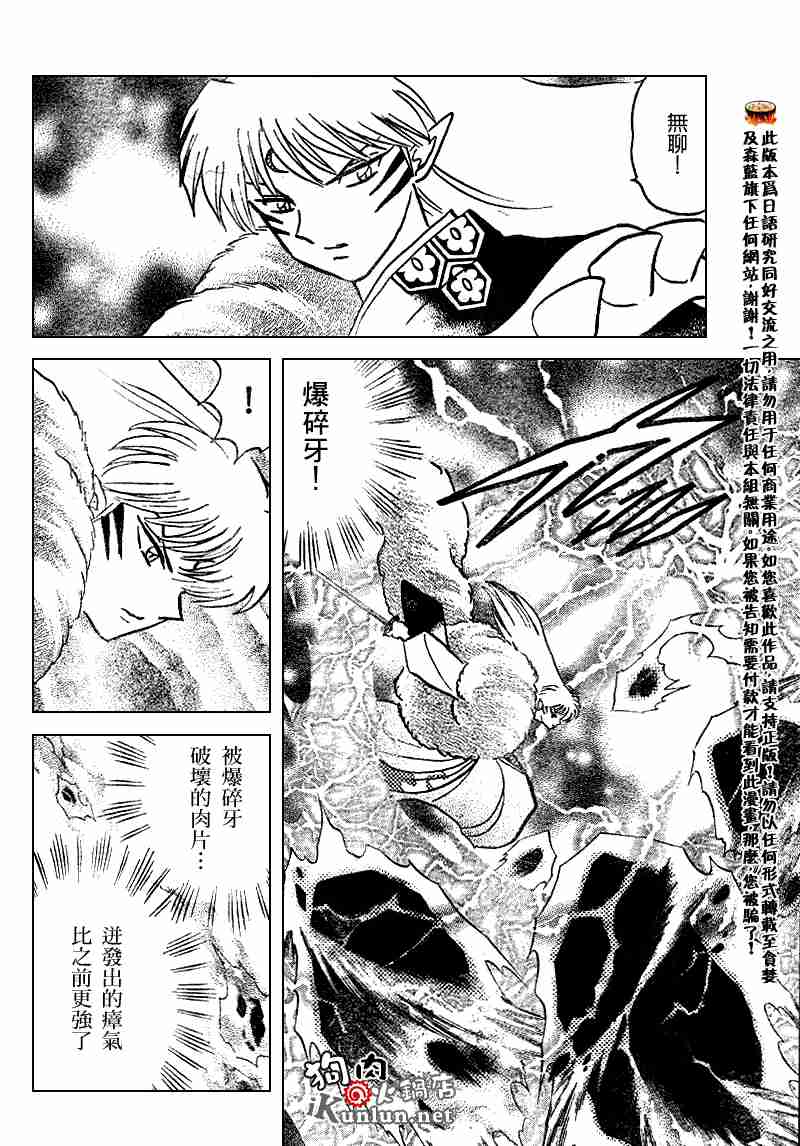 無聊！
爆碎牙！
！
被爆碎牙
破壞的肉片…
迸發出的瘴氣
比之前更強了
此版本爲日語研究同好交流之用，請勿用于任何商業用途。如您喜歡此作品，請支持正版！請勿以任何形式轉載至貪婪
及森藍旗下任何網站，謝謝！一切法律責任與本組無關。如果您被告知需要付款才能看到此漫畫，那麼，您被騙了！
狗肉火鍋店
iKunlun.net